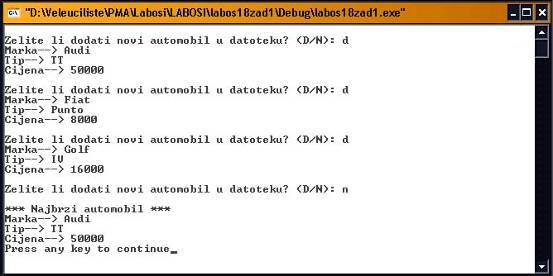 "D:\Veleuciliste\PMA\Labosi\LABOSI\labos18zad1\Debug\labos18zad1.exe"
Zelite li dodati novi automobil u datoteku? (D/N): d
Marka--> Audi
Tip--> TT
Cijena--> 50000
Zelite li dodati novi automobil u datoteku? (D/N): d
Marka--> Fiat
Tip--> Punto
Cijena--> 8000
Zelite li dodati novi automobil u datoteku? (D/N): d
Marka--> Golf
Tip--> IV
Cijena--> 16000
Zelite li dodati novi automobil u datoteku? (D/N): n
*** Najbrzi automobil ***
Marka--> Audi
Tip--> TT
Cijena--> 50000
Press any key to continue_